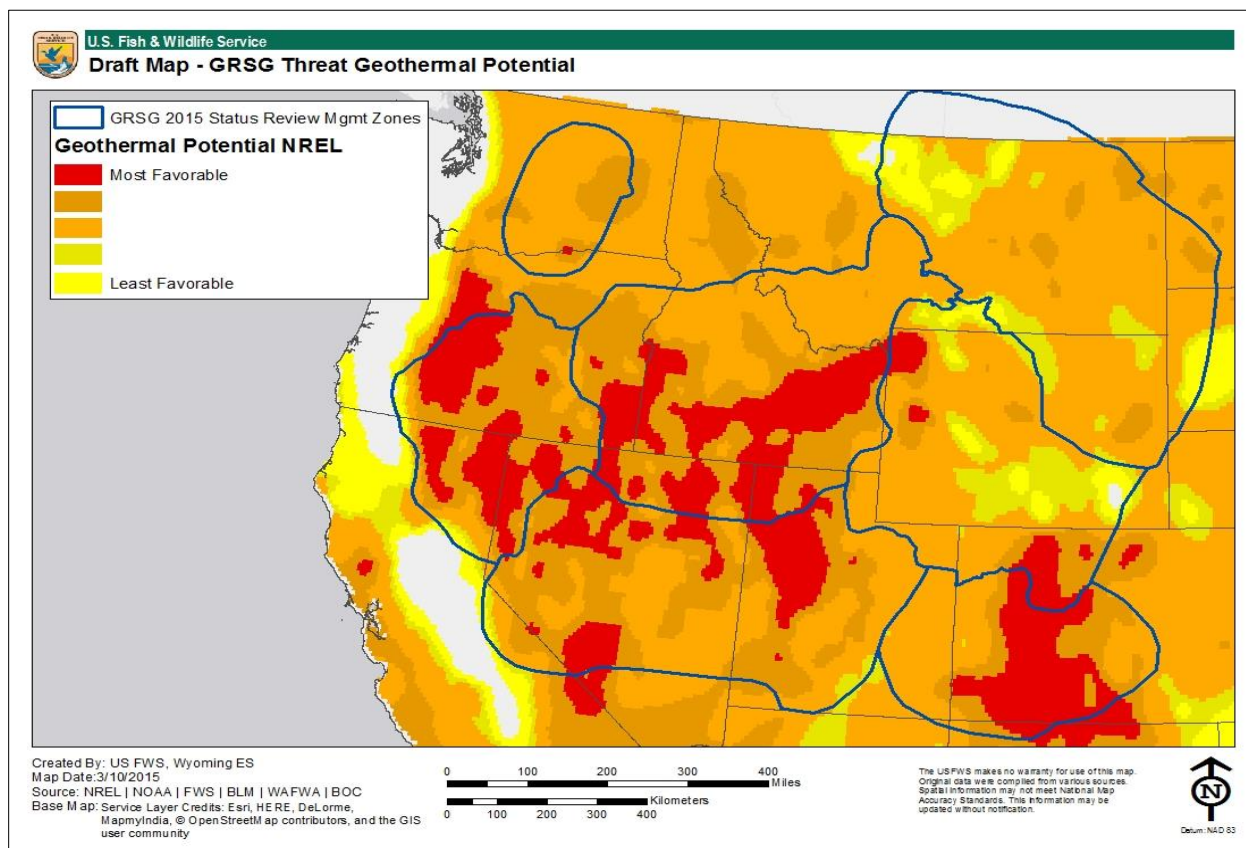 U.S. Fish & Wildlife Service
Draft Map - GRSG Threat Geothermal Potential
GRSG 2015 Status Review Mgmt Zones
Geothermal Potential NREL
Most Favorable
Least Favorable
Created By: US FWS, Wyoming ES
Map Date:3/10/2015
Source: NREL | NOAA | FWS | BLM | WAFWA | BOC
Base Map: Service Layer Credits: Esri, HERE, DeLorme,
MapmyIndia, © OpenStreetMap contributors, and the GIS
user community
0 100 200 300 400
Miles
Kilometers
0 100 200 300 400
The USFWS makes no warranty for use of this map.
Original data were compiled from various sources.
Spatial information may not meet National Map
Accuracy Standards. This information may be
updated without notification.
N
Datum: NAD 83